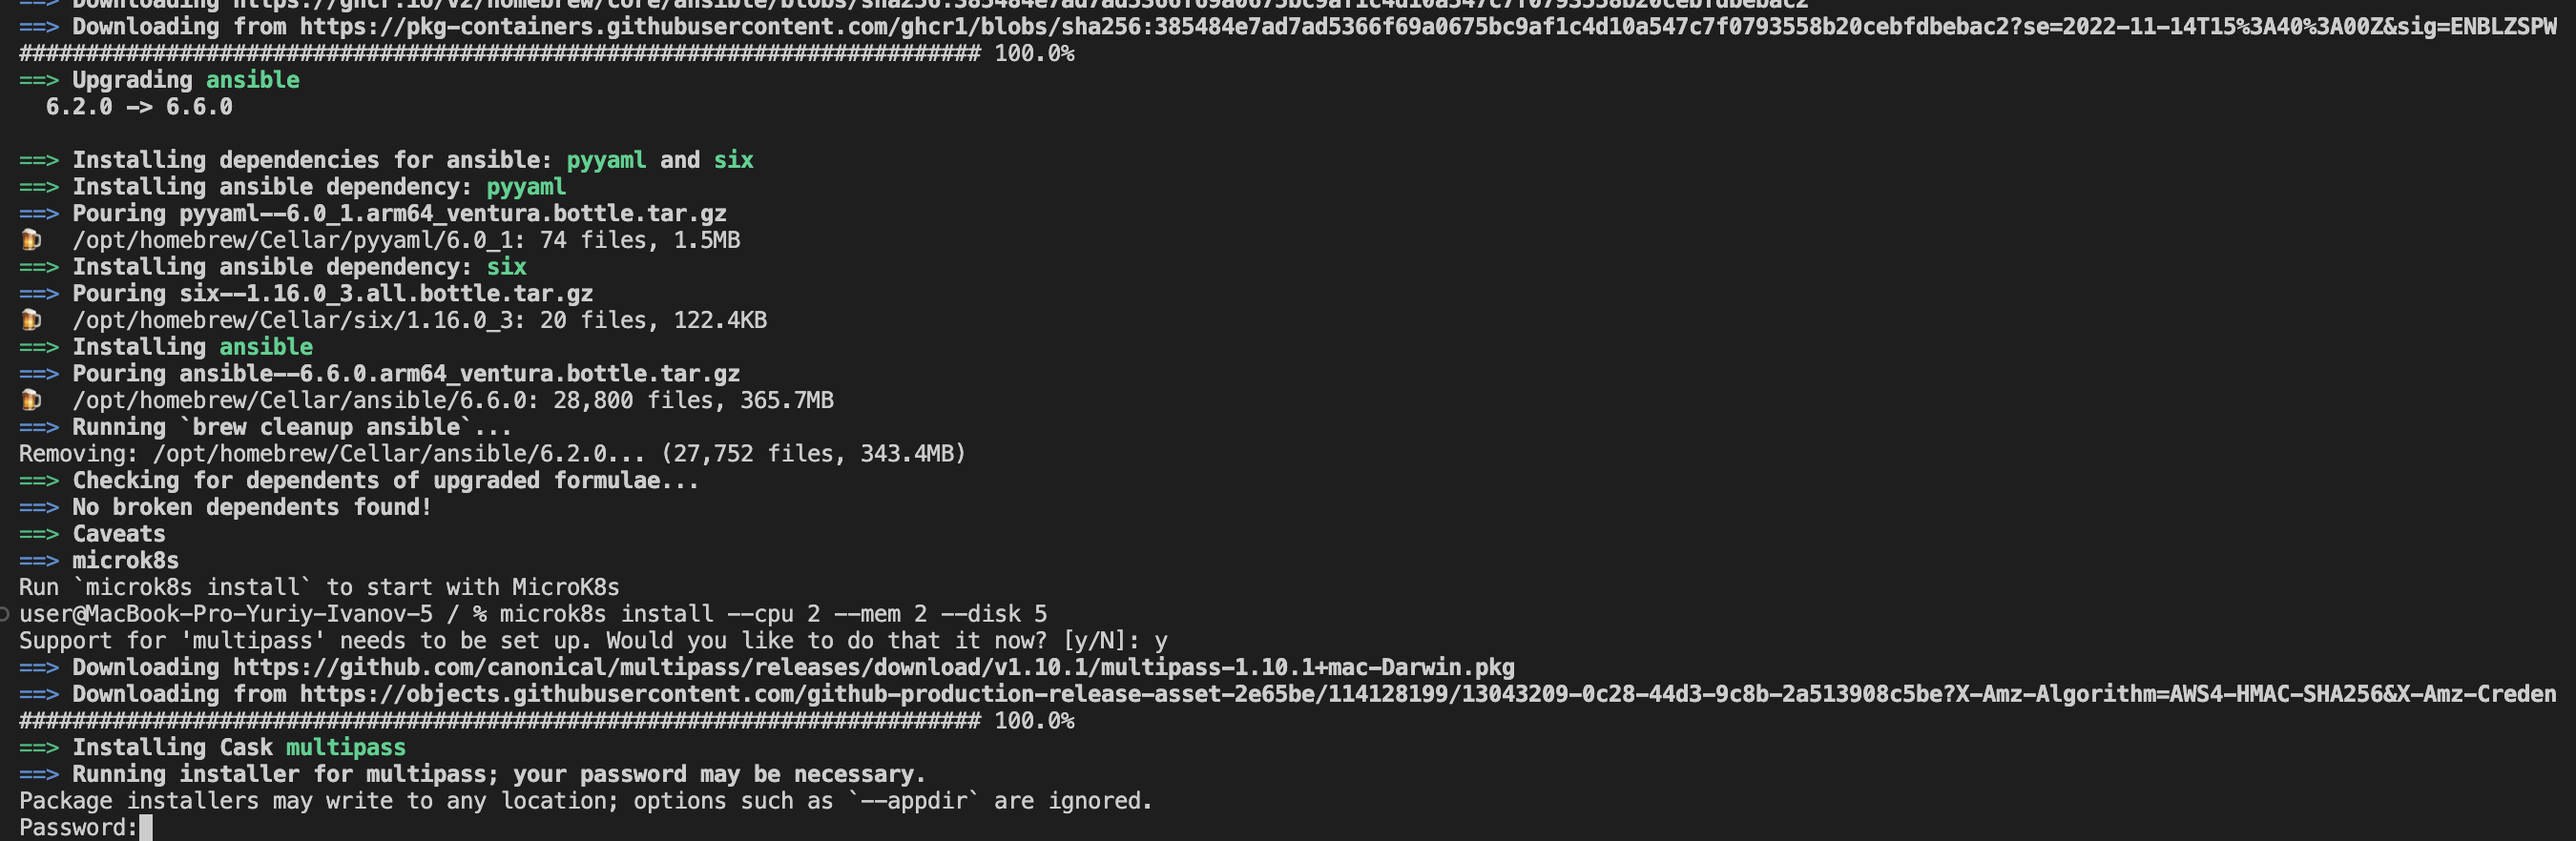 ==> Downloading https://ghcr.io/v2/homebrew/core/ansible/blobs/sha256:385484e7ad7ad5366f69a0675bc9af1c4d10a547c7f0793558b20cebfdbebac2
==> Downloading from https://pkg-containers.githubusercontent.com/ghcr1/blobs/sha256:385484e7ad7ad5366f69a0675bc9af1c4d10a547c7f0793558b20cebfdbebac2?se=2022-11-14T15%3A40%3A00Z&sig=ENBLZSPW
######################################################################## 100.0%
==> Upgrading ansible
6.2.0 -> 6.6.0
==> Installing dependencies for ansible: pyyaml and six
==> Installing ansible dependency: pyyaml
==> Pouring pyyaml--6.0_1.arm64_ventura.bottle.tar.gz
🍺 /opt/homebrew/Cellar/pyyaml/6.0_1: 74 files, 1.5MB
==> Installing ansible dependency: six
==> Pouring six--1.16.0_3.all.bottle.tar.gz
🍺 /opt/homebrew/Cellar/six/1.16.0_3: 20 files, 122.4KB
==> Installing ansible
==> Pouring ansible--6.6.0.arm64_ventura.bottle.tar.gz
🍺 /opt/homebrew/Cellar/ansible/6.6.0: 28,800 files, 365.7MB
==> Running `brew cleanup ansible`...
Removing: /opt/homebrew/Cellar/ansible/6.2.0... (27,752 files, 343.4MB)
==> Checking for dependents of upgraded formulae...
==> No broken dependents found!
==> Caveats
==> microk8s
Run `microk8s install` to start with MicroK8s
user@MacBook-Pro-Yuriy-Ivanov-5 / % microk8s install --cpu 2 --mem 2 --disk 5
Support for 'multipass' needs to be set up. Would you like to do that it now? [y/N]: y
==> Downloading https://github.com/canonical/multipass/releases/download/v1.10.1/multipass-1.10.1+mac-Darwin.pkg
==> Downloading from https://objects.githubusercontent.com/github-production-release-asset-2e65be/114128199/13043209-0c28-44d3-9c8b-2a513908c5be?X-Amz-Algorithm=AWS4-HMAC-SHA256&X-Amz-Creden
######################################################################## 100.0%
==> Installing Cask multipass
==> Running installer for multipass; your password may be necessary.
Package installers may write to any location; options such as `--appdir` are ignored.
Password: